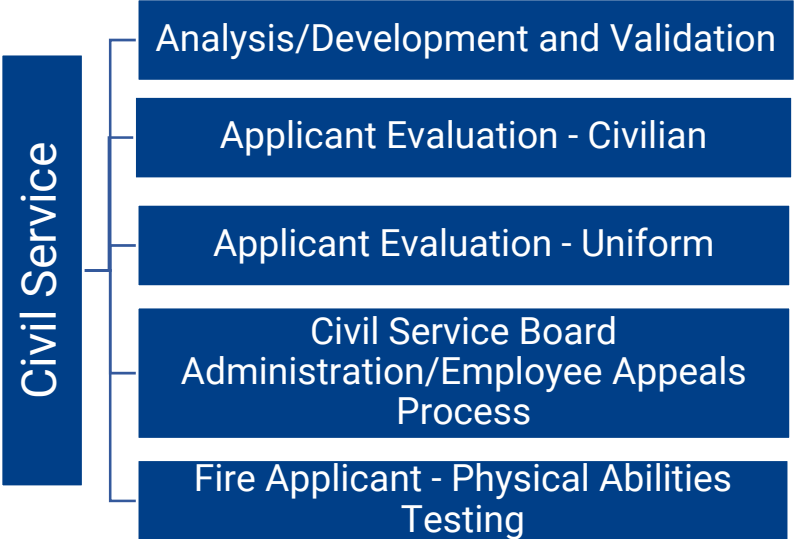 Civil Service
Analysis/Development and Validation
Applicant Evaluation - Civilian
Applicant Evaluation - Uniform
Civil Service Board
Administration/Employee Appeals
Process
Fire Applicant - Physical Abilities
Testing